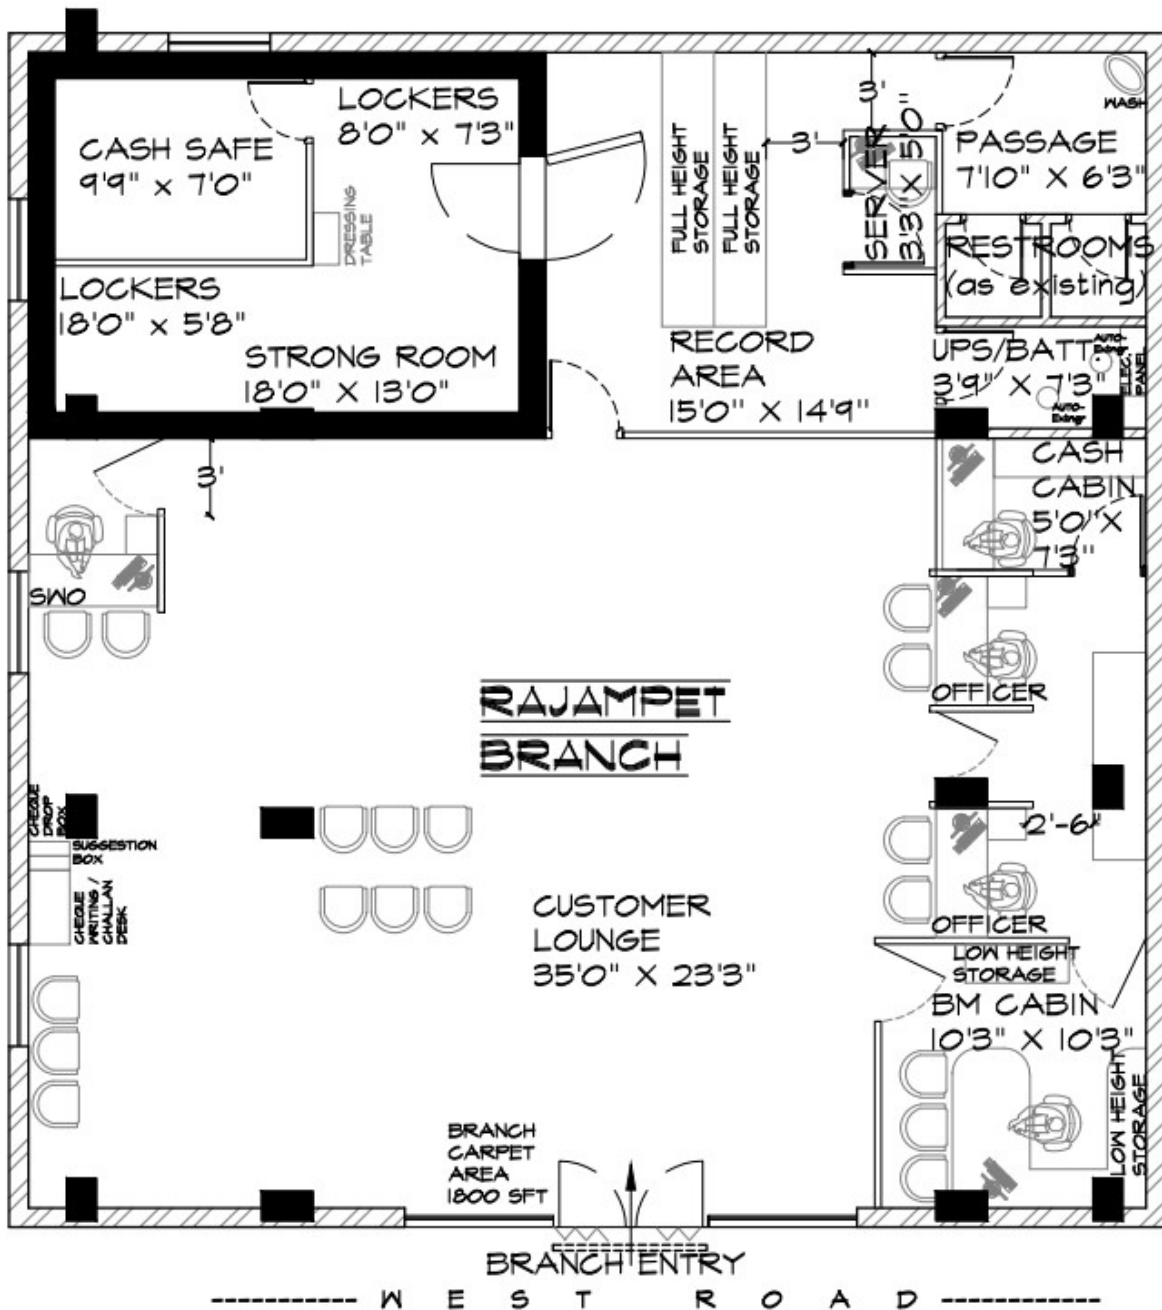 LOCKERS
8'0" x 7'3"
CASH SAFE
9'9" x 7'0"
DRESSING
TABLE
LOCKERS
18'0" x 5'8"
STRONG ROOM
18'0" X 13'0"
FULL HEIGHT
STORAGE
FULL HEIGHT
STORAGE
3'
3'
SERVER
3'3" x 5'0"
WASH
PASSAGE
7'10" X 6'3"
RESTROOMS
(as existing)
RECORD
AREA
15'0" X 14'9"
UPS/BATT
3'9" X 7'3"
AUTO-
AUTO-
ELEC.
PANEL
3'
CASH
CABIN
5'0"X
7'3"
SWO
OFFICER
RAJAMPET
BRANCH
CHEQUE
DROP
BOX
SUGGESTION
BOX
CHEQUE
WRITING /
CHALLAN
DESK
2'-6"
OFFICER
CUSTOMER
LOUNGE
35'0" X 23'3"
LOW HEIGHT
STORAGE
BM CABIN
10'3" X 10'3"
LOW HEIGHT
STORAGE
BRANCH
CARPET
AREA
1800 SFT
BRANCH ENTRY
WEST ROAD